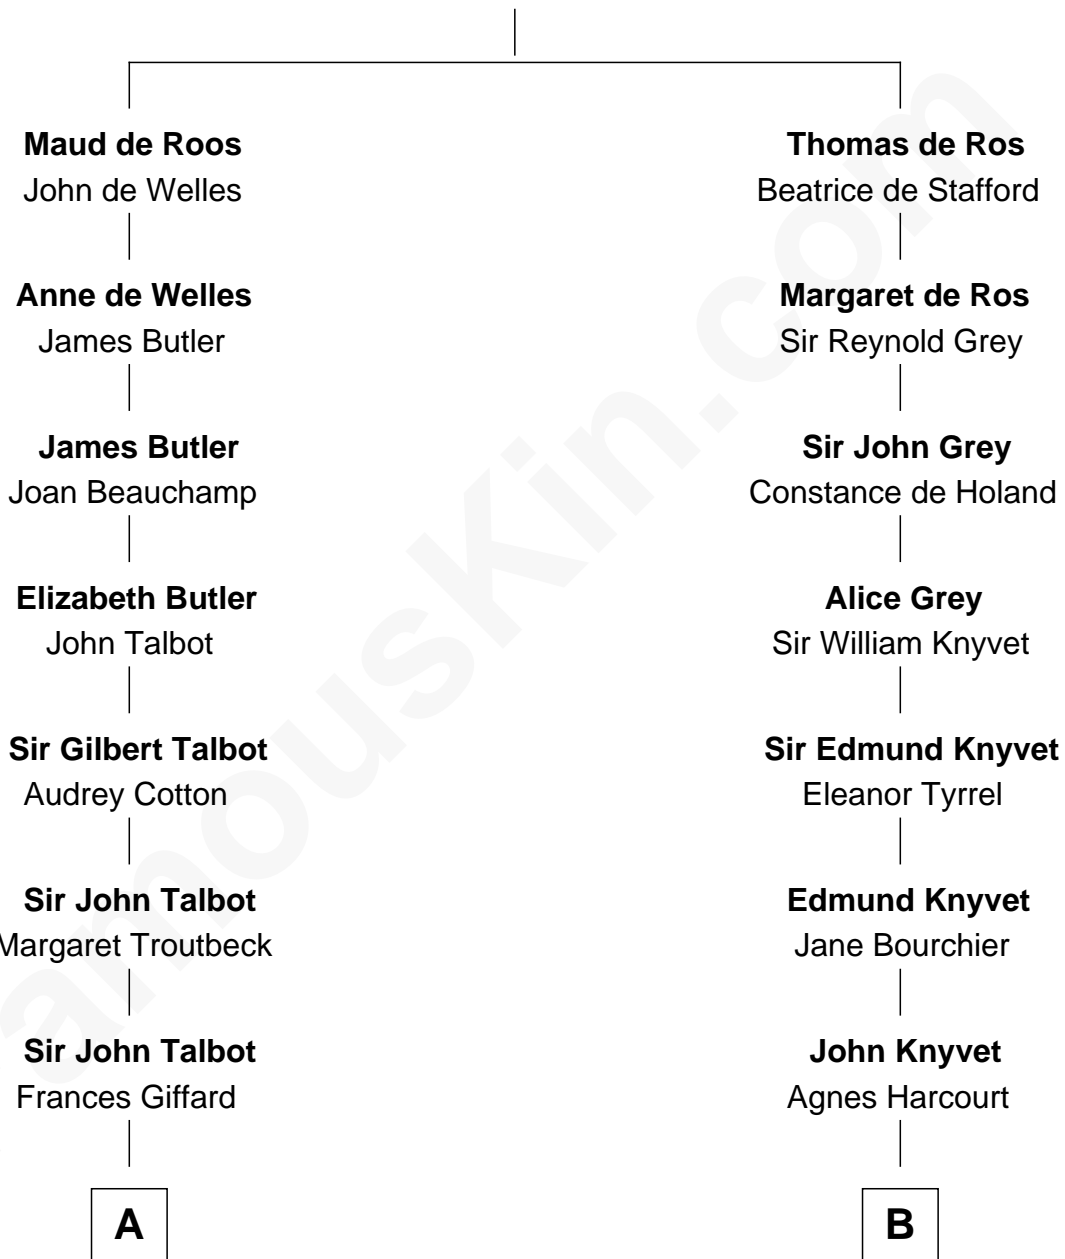 Maud de Roos
John de Welles
Thomas de Ros
Beatrice de Stafford
Anne de Welles
James Butler
Margaret de Ros
Sir Reynold Grey
James Butler
Joan Beauchamp
Sir John Grey
Constance de Holand
Elizabeth Butler
John Talbot
Alice Grey
Sir William Knyvet
Sir Gilbert Talbot
Audrey Cotton
Sir Edmund Knyvet
Eleanor Tyrrel
Sir John Talbot
Margaret Troutbeck
Edmund Knyvet
Jane Bourchier
Sir John Talbot
Frances Giffard
John Knyvet
Agnes Harcourt
A
B
amouskin.com